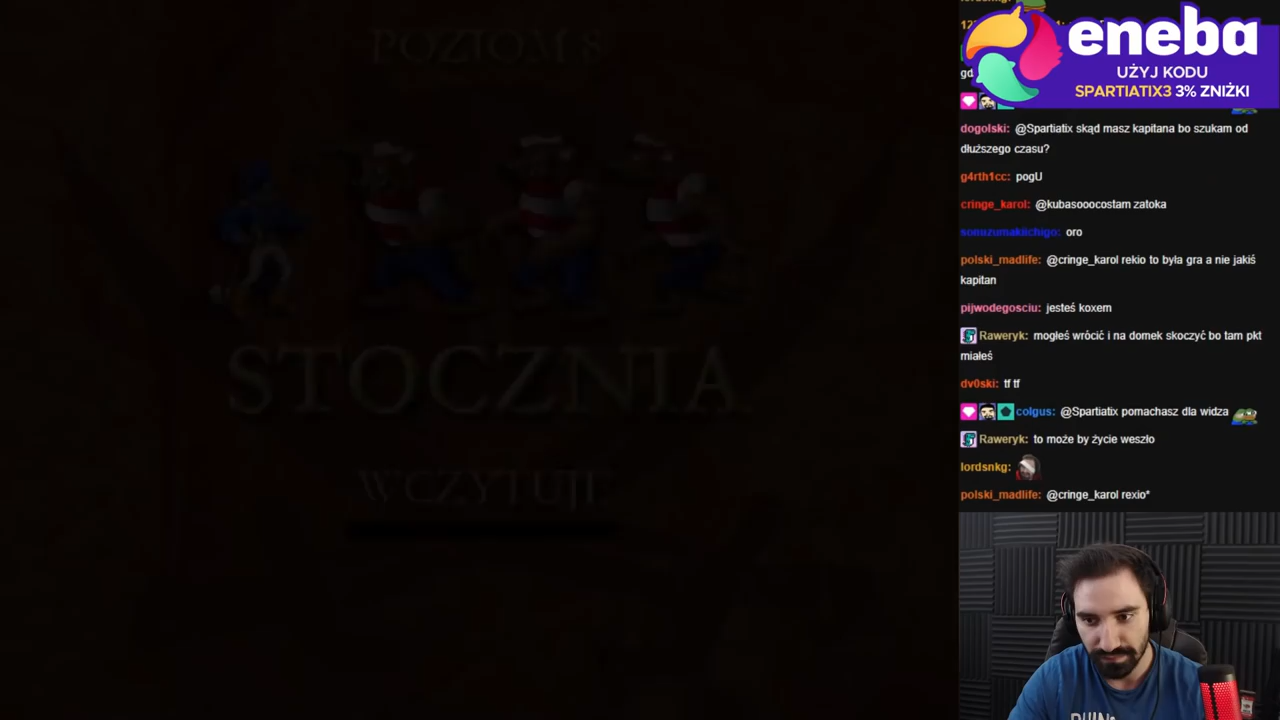 POZIOM 8
STOCZNIA
WCZYTUJĘ
eneba
UŻYJ KODU
SPARTIATIX3 3% ZNIŻKI
gd
dogolski: @Spartiatix skąd masz kapitana bo szukam od
dłuższego czasu?
g4rth1cc: pogU
cringe_karol: @kubasooocostam zatoka
oro
polski_madlife: @cringe_karol rekio to była gra a nie jakiś
kapitan
pijwodegosciu: jesteś koxem
Raweryk: mogłeś wrócić i na domek skoczyć bo tam pkt
miałeś
dv0ski: tf tf
colgus: @Spartiatix pomachasz dla widza
Raweryk: to może by życie weszło
lordsnkg:
polski_madlife: @cringe_karol rexio*